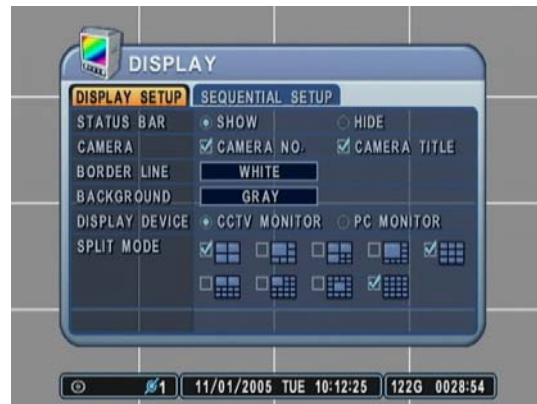 DISPLAY
DISPLAY SETUP SEQUENTIAL SETUP
STATUS BAR SHOW HIDE
CAMERA CAMERA NO. CAMERA TITLE
BORDER LINE WHITE
BACKGROUND GRAY
DISPLAY DEVICE CCTV MONITOR PC MONITOR
SPLIT MODE
1 11/01/2005 TUE 10:12:25 122G 0028:54